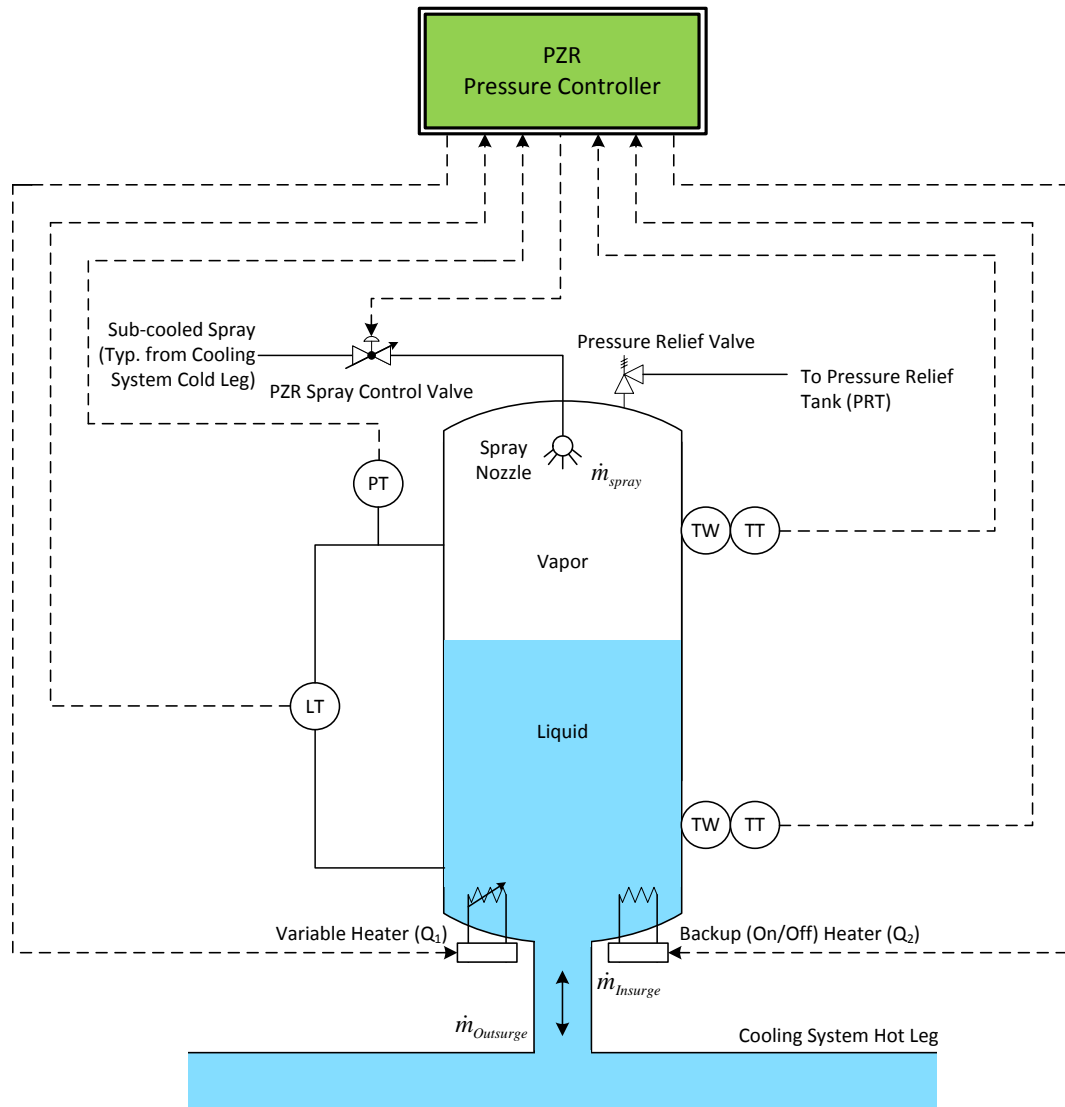 PZR
Pressure Controller
Sub-cooled Spray
(Typ. from Cooling
System Cold Leg)
PZR Spray Control Valve
Pressure Relief Valve
To Pressure Relief
Tank (PRT)
Spray
Nozzle
ṁspray
PT
TW TT
Vapor
LT
Liquid
TW TT
Variable Heater (Q₁)
Backup (On/Off) Heater (Q₂)
ṁInsurge
ṁOutsurge
Cooling System Hot Leg